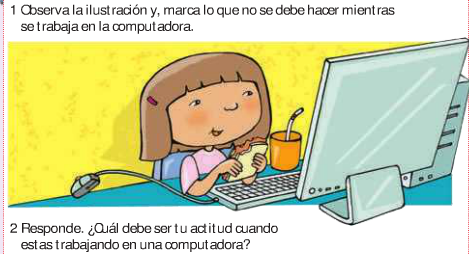 1 Observa la ilustración y, marca lo que no se debe hacer mientras
se trabaja en la computadora.
2 Responde. ¿Cuál debe ser tu actitud cuando
estas trabajando en una computadora?